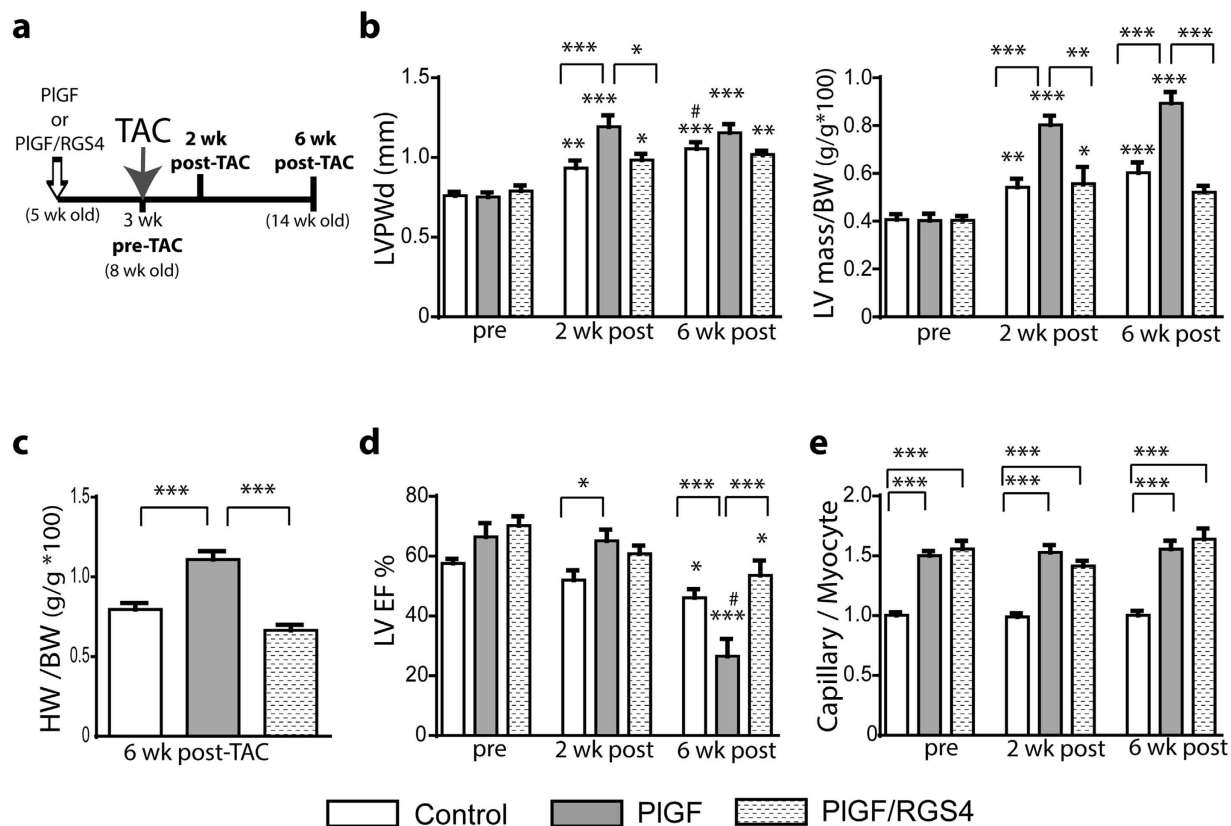 a
PlGF
or
PlGF/RGS4
TAC
2 wk
post-TAC
6 wk
post-TAC
(5 wk old)
3 wk
(14 wk old)
pre-TAC
(8 wk old)
b
LVPWd (mm)
1.5
1.0
0.5
0
*** *
** *** *
# *** *** **
pre 2 wk post 6 wk post
LV mass/BW (g/g*100)
1.0
0.8
0.6
0.4
0.2
0
*** **
** *** *
*** ***
*** ***
pre 2 wk post 6 wk post
c
HW /BW (g/g *100)
1.5
1.0
0.5
0
*** ***
6 wk post-TAC
d
LV EF %
80
60
40
20
0
*
*** ***
* # *** *
pre 2 wk post 6 wk post
e
Capillary / Myocyte
2.0
1.5
1.0
0.5
0
***
***
***
***
***
***
pre 2 wk post 6 wk post
Control PlGF PlGF/RGS4